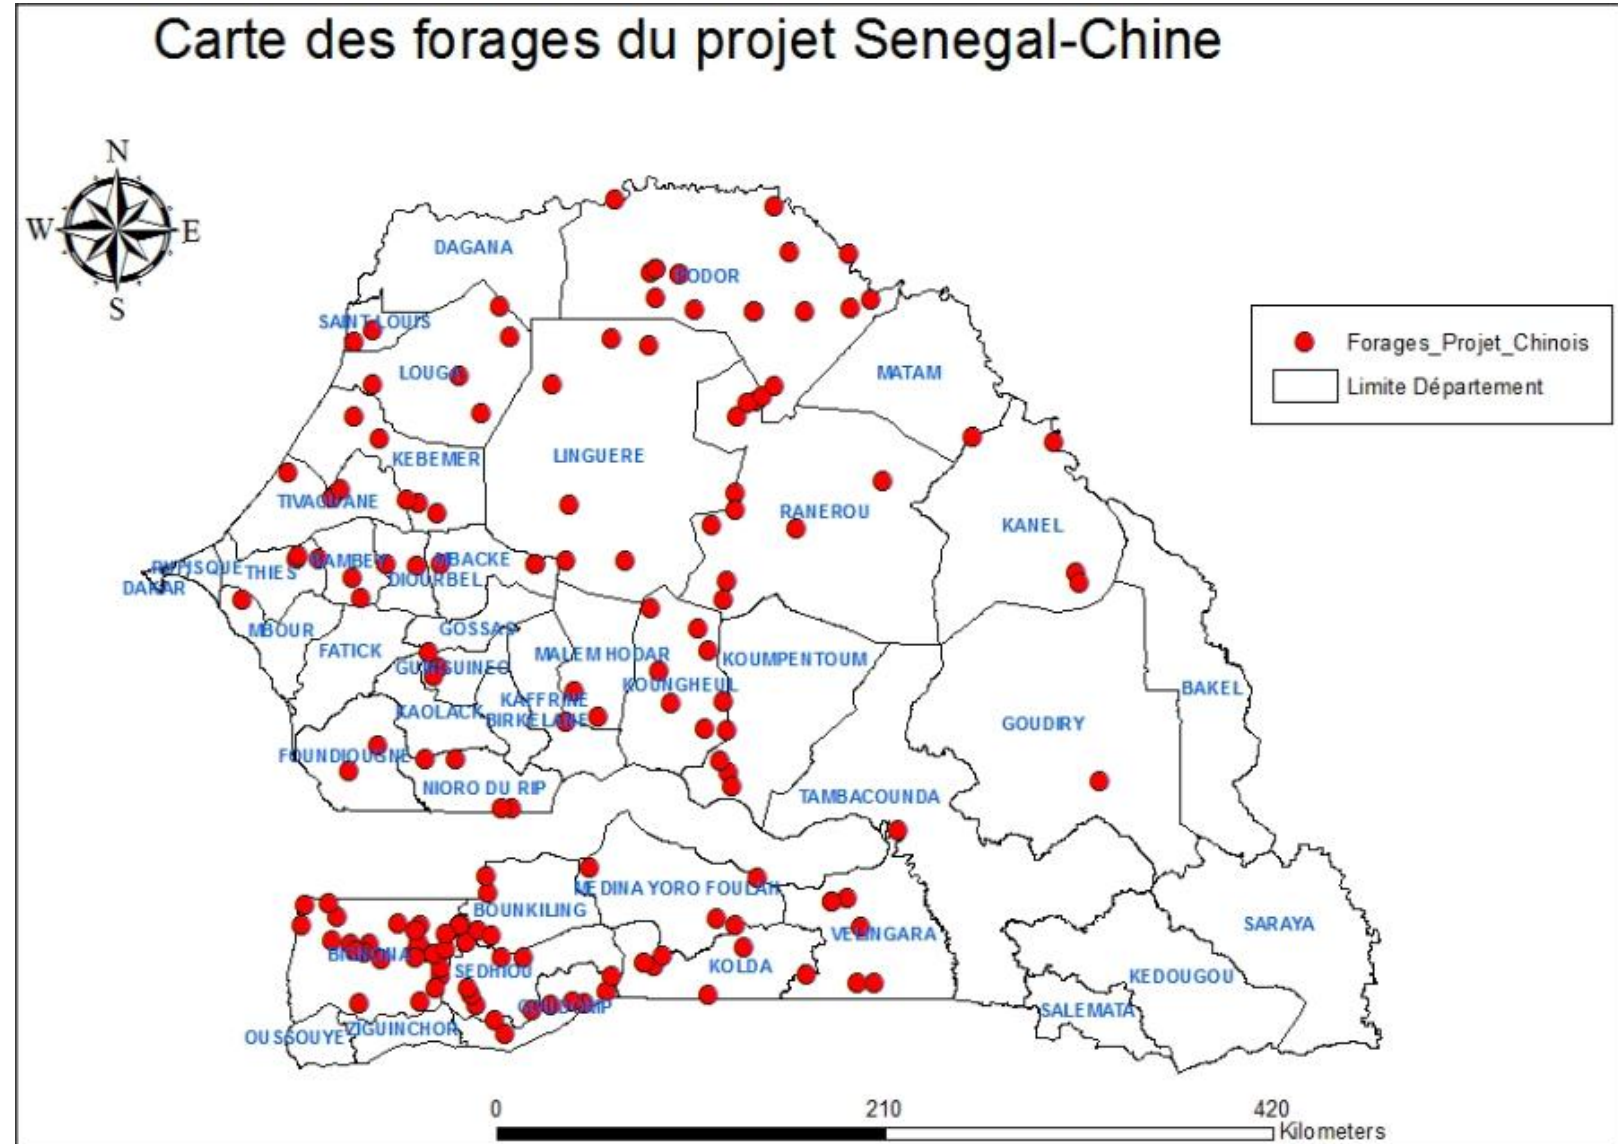 Carte des forages du projet Senegal-Chine
N
W
E
S
DAGANA
PODOR
SAINT-LOUIS
LOUGA
MATAM
Forages_Projet_Chinois
Limite Département
KEBEMER
LINGUERE
TIVAOUANE
RANEROU
KANEL
RUFISQUE
THIES
BAMBEY
MBACKE
DIOURBEL
DAKAR
MBOUR
GOSSAS
FATICK
GUINGUINEO
MALEM HODAR
KOUMPENTOUM
KOUNGHEUL
BAKEL
KAFFRINE
KAOLACK
BIRKELANE
GOUDIRY
FOUNDIOUGNE
NIORO DU RIP
TAMBACOUNDA
MEDINA YORO FOULAH
BOUNKILING
SARAYA
VELINGARA
BIGNONA
SEDHIOU
KOLDA
KEDOUGOU
GOUDOMP
SALEMATA
OUSSOUYE
ZIGUINCHOR
0
210
420
Kilometers